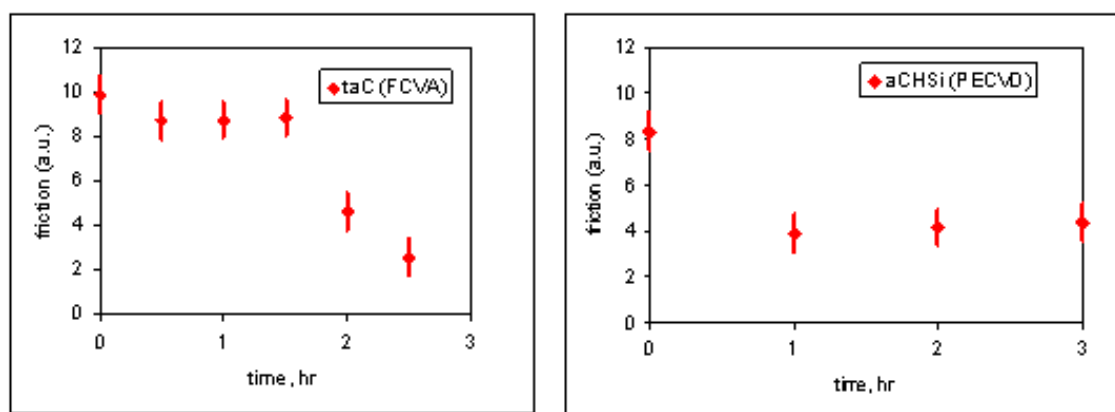 12
10
8
6
4
2
0
friction (a.u.)
taC (FCVA)
0 1 2 3
time, hr
12
10
8
6
4
2
0
friction (a.u.)
aCHSi (PECVD)
0 1 2 3
time, hr